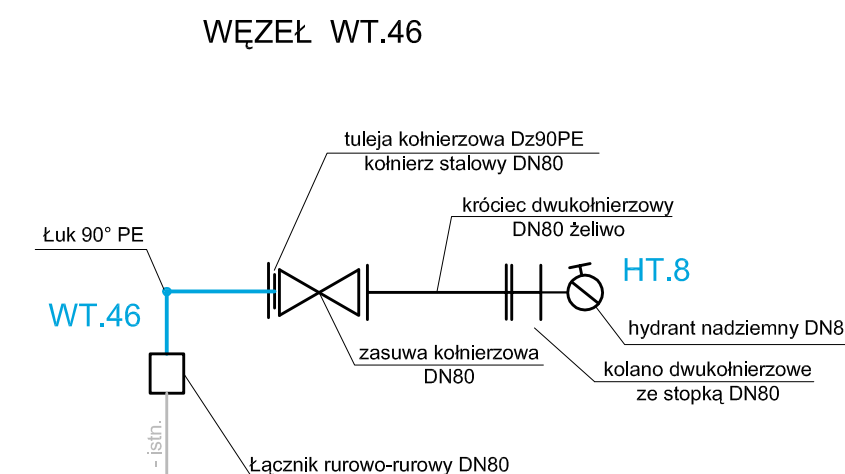 WĘZEŁ WT.46
tuleja kołnierzowa Dz90PE
kołnierz stalowy DN80
króciec dwukołnierzowy
DN80 żeliwo
Łuk 90° PE
HT.8
WT.46
hydrant nadziemny DN8
zasuwa kołnierzowa
DN80
kolano dwukołnierzowe
ze stopką DN80
- istn.
Łącznik rurowo-rurowy DN80